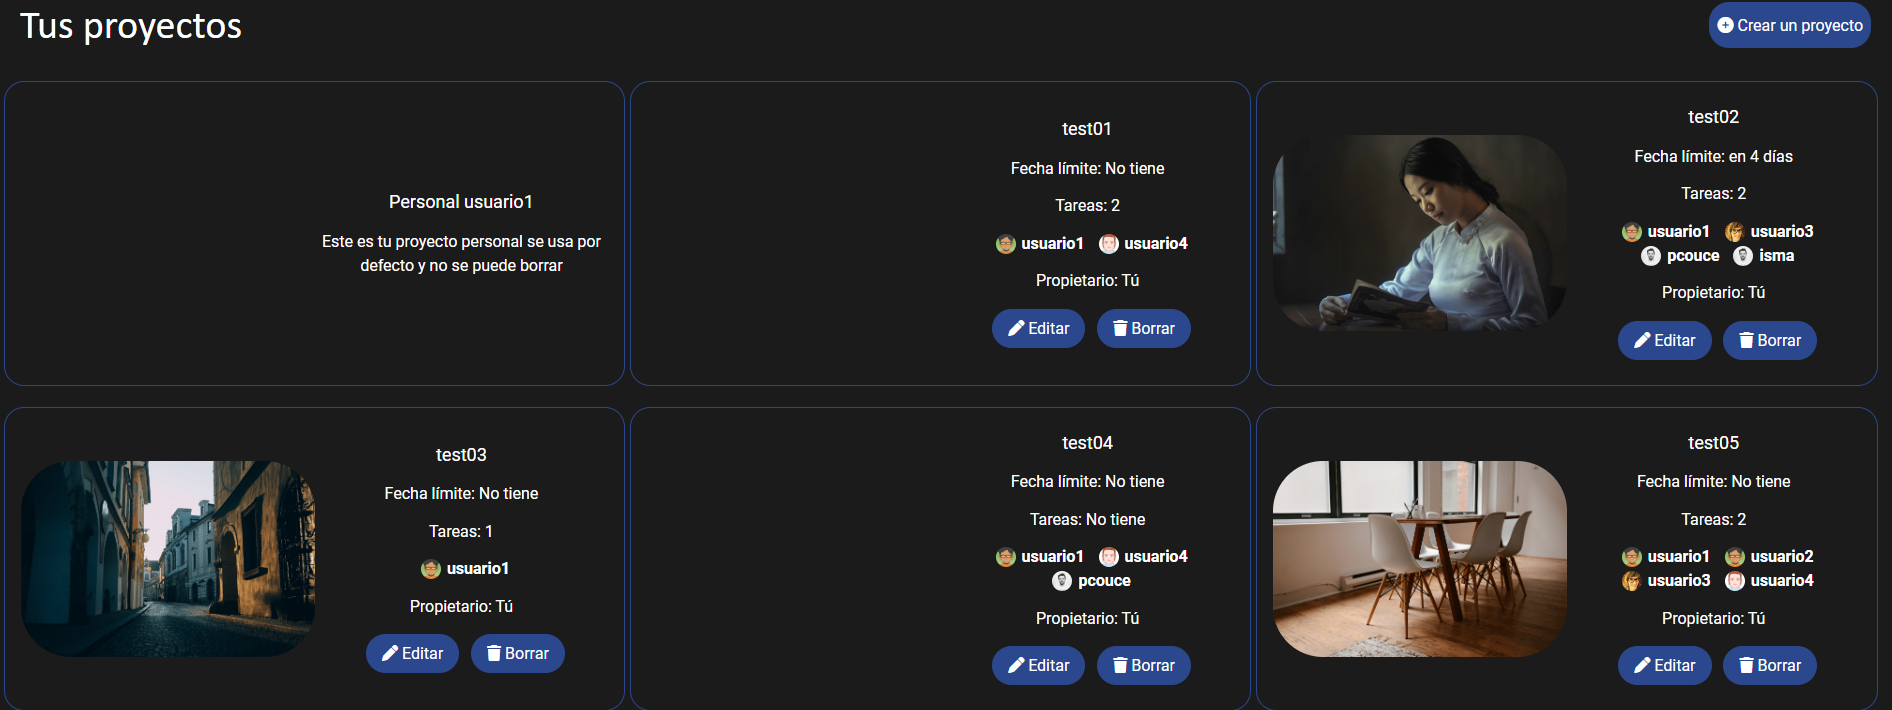 Tus proyectos
Crear un proyecto
Personal usuario1
Este es tu proyecto personal se usa por
defecto y no se puede borrar
test01
Fecha límite: No tiene
Tareas: 2
usuario1 usuario4
Propietario: Tú
Editar Borrar
test02
Fecha límite: en 4 días
Tareas: 2
usuario1 usuario3
pcouce isma
Propietario: Tú
Editar Borrar
test03
Fecha límite: No tiene
Tareas: 1
usuario1
Propietario: Tú
Editar Borrar
test04
Fecha límite: No tiene
Tareas: No tiene
usuario1 usuario4
pcouce
Propietario: Tú
Editar Borrar
test05
Fecha límite: No tiene
Tareas: 2
usuario1 usuario2
usuario3 usuario4
Propietario: Tú
Editar Borrar